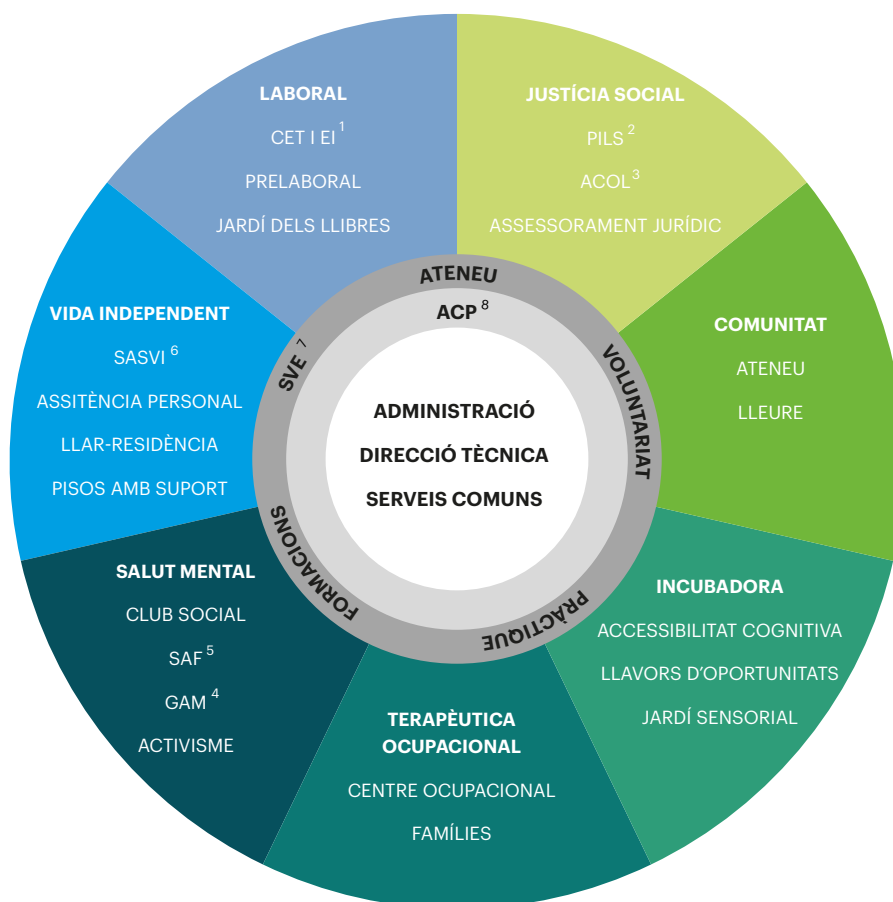 LABORAL
CET I EI 1
PRELABORAL
JARDÍ DELS LLIBRES
JUSTÍCIA SOCIAL
PILS 2
ACOL 3
ASSESSORAMENT JURÍDIC
COMUNITAT
ATENEU
LLEURE
INCUBADORA
ACCESSIBILITAT COGNITIVA
LLAVORS D'OPORTUNITATS
JARDÍ SENSORIAL
TERAPÈUTICA
OCUPACIONAL
CENTRE OCUPACIONAL
FAMÍLIES
SALUT MENTAL
CLUB SOCIAL
SAF 5
GAM 4
ACTIVISME
VIDA INDEPENDENT
SASVI 6
ASSITÈNCIA PERSONAL
LLAR-RESIDÈNCIA
PISOS AMB SUPORT
ATENEU
VOLUNTARIAT
PRÀCTIQUE
FORMACIONS
SVE 7
ACP 8
ADMINISTRACIÓ
DIRECCIÓ TÈCNICA
SERVEIS COMUNS